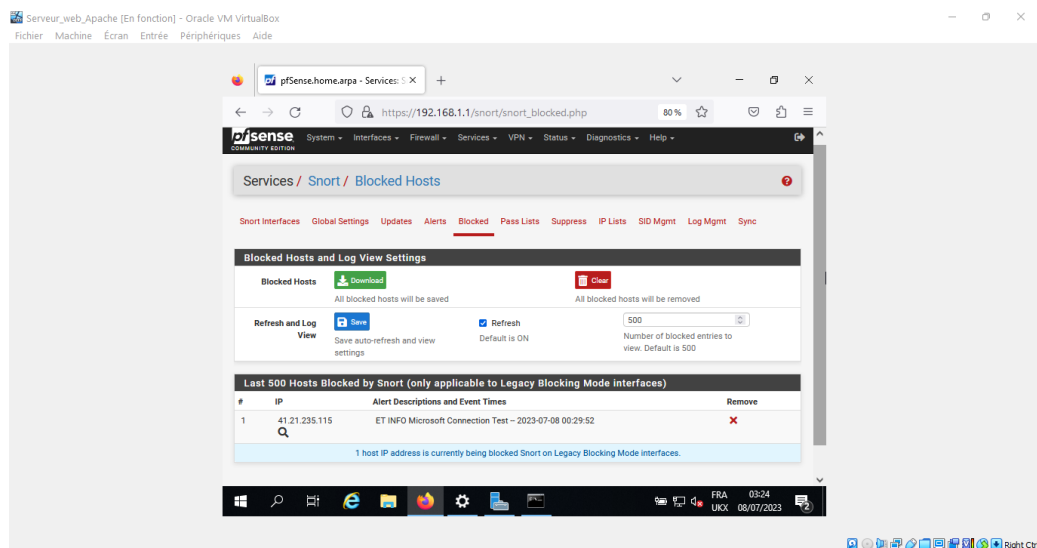 Serveur_web_Apache [En fonction] - Oracle VM VirtualBox
Fichier Machine Écran Entrée Périphériques Aide
pfSense.home.arpa - Services: S
https://192.168.1.1/snort/snort_blocked.php 80 %
pfsense System Interfaces Firewall Services VPN Status Diagnostics Help
COMMUNITY EDITION
Services / Snort / Blocked Hosts
Snort Interfaces Global Settings Updates Alerts Blocked Pass Lists Suppress IP Lists SID Mgmt Log Mgmt Sync
Blocked Hosts and Log View Settings
Blocked Hosts Download Clear
All blocked hosts will be saved All blocked hosts will be removed
Refresh and Log View Save Refresh 500
Save auto-refresh and view settings Default is ON Number of blocked entries to view. Default is 500
Last 500 Hosts Blocked by Snort (only applicable to Legacy Blocking Mode interfaces)
# IP Alert Descriptions and Event Times Remove
1 41.21.235.115 ET INFO Microsoft Connection Test -- 2023-07-08 00:29:52
1 host IP address is currently being blocked Snort on Legacy Blocking Mode interfaces.
FRA 03:24
UKX 08/07/2023 2
Right Ctr